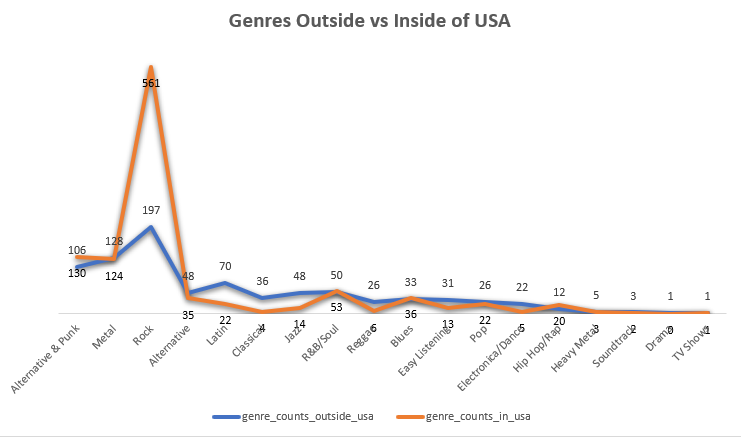 Genres Outside vs Inside of USA
561
197
106
128
130
124
48
70
36
48
50
26
33
31
26
22
12
5
3
1
1
35
22
4
14
53
6
36
13
22
5
20
3
2
0
1
Alternative & Punk
Metal
Rock
Alternative
Latin
Classical
Jazz
R&B/Soul
Reggae
Blues
Easy Listening
Pop
Electronica/Dance
Hip Hop/Rap
Heavy Metal
Soundtrack
Drama
TV Shows
genre_counts_outside_usa genre_counts_in_usa